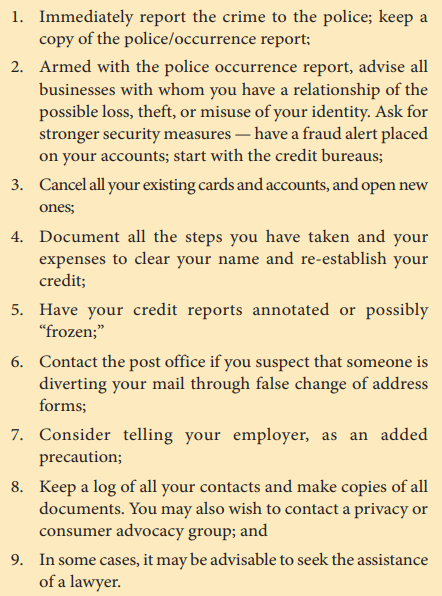 1. Immediately report the crime to the police; keep a
copy of the police/occurrence report;
2. Armed with the police occurrence report, advise all
businesses with whom you have a relationship of the
possible loss, theft, or misuse of your identity. Ask for
stronger security measures — have a fraud alert placed
on your accounts; start with the credit bureaus;
3. Cancel all your existing cards and accounts, and open new
ones;
4. Document all the steps you have taken and your
expenses to clear your name and re-establish your
credit;
5. Have your credit reports annotated or possibly
“frozen;”
6. Contact the post office if you suspect that someone is
diverting your mail through false change of address
forms;
7. Consider telling your employer, as an added
precaution;
8. Keep a log of all your contacts and make copies of all
documents. You may also wish to contact a privacy or
consumer advocacy group; and
9. In some cases, it may be advisable to seek the assistance
of a lawyer.